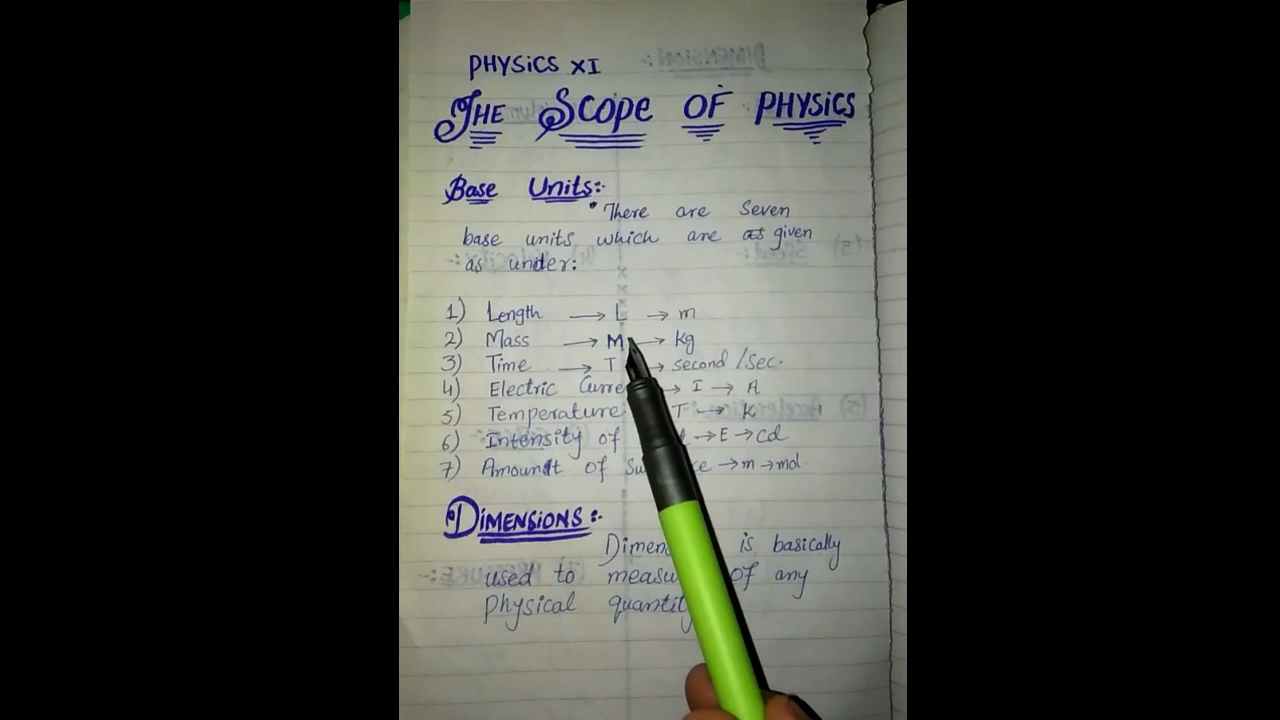 PHYSICS XI
THE SCOPE OF PHYSICS
Base Units:-
There are Seven
base units which are as given
as under:
1) Length → L → m
2) Mass → M → kg
3) Time → T → second /sec.
4) Electric → I → A
5) Temperature T → K
6) Intensity of → E → Cd
7) Amount of → m → mol
DIMENSIONS:-
is basically
used to of any
Physical quantity